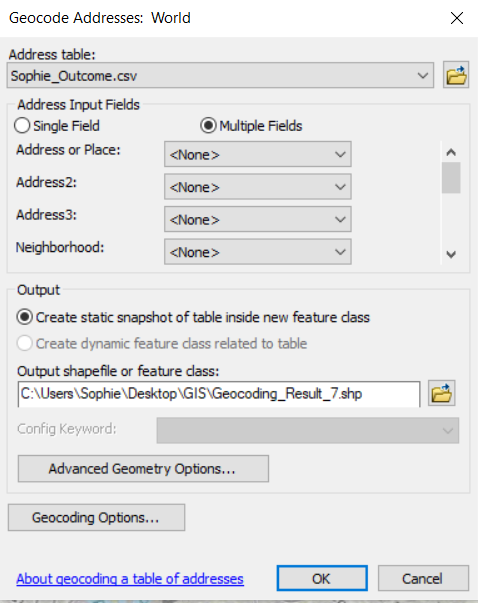 Geocode Addresses: World
Address table:
Sophie_Outcome.csv
Address Input Fields
Single Field Multiple Fields
Address or Place: <None>
Address2: <None>
Address3: <None>
Neighborhood: <None>
Output
Create static snapshot of table inside new feature class
Create dynamic feature class related to table
Output shapefile or feature class:
C:\Users\Sophie\Desktop\GIS\Geocoding_Result_7.shp
Config Keyword:
Advanced Geometry Options...
Geocoding Options...
About geocoding a table of addresses OK Cancel